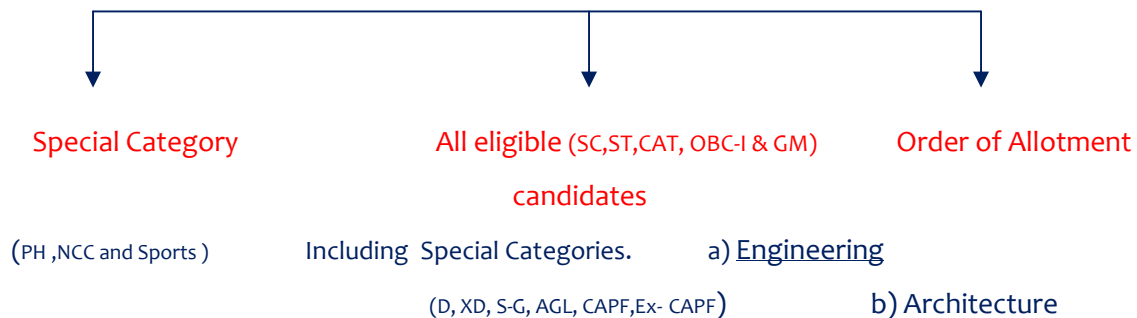 Special Category All eligible (SC,ST,CAT, OBC-I & GM) Order of Allotment
candidates
(PH ,NCC and Sports ) Including Special Categories. a) Engineering
(D, XD, S-G, AGL, CAPF,Ex- CAPF) b) Architecture